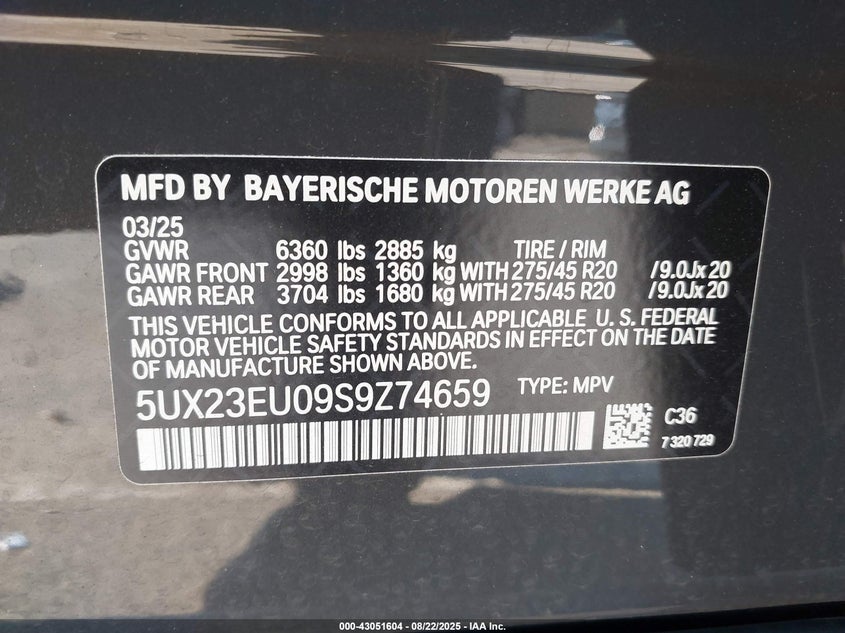 MFD BY BAYERISCHE MOTOREN WERKE AG
03/25
GVWR 6360 lbs 2885 kg TIRE / RIM
GAWR FRONT 2998 lbs 1360 kg WITH 275/45 R20 /9.0Jx20
GAWR REAR 3704 lbs 1680 kg WITH 275/45 R20 /9.0Jx20
THIS VEHICLE CONFORMS TO ALL APPLICABLE U. S. FEDERAL
MOTOR VEHICLE SAFETY STANDARDS IN EFFECT ON THE DATE
OF MANUFACTURE SHOWN ABOVE.
5UX23EU09S9Z74659 TYPE: MPV
C36
7 320 729
000-43051604 - 08/22/2025 - IAA Inc.